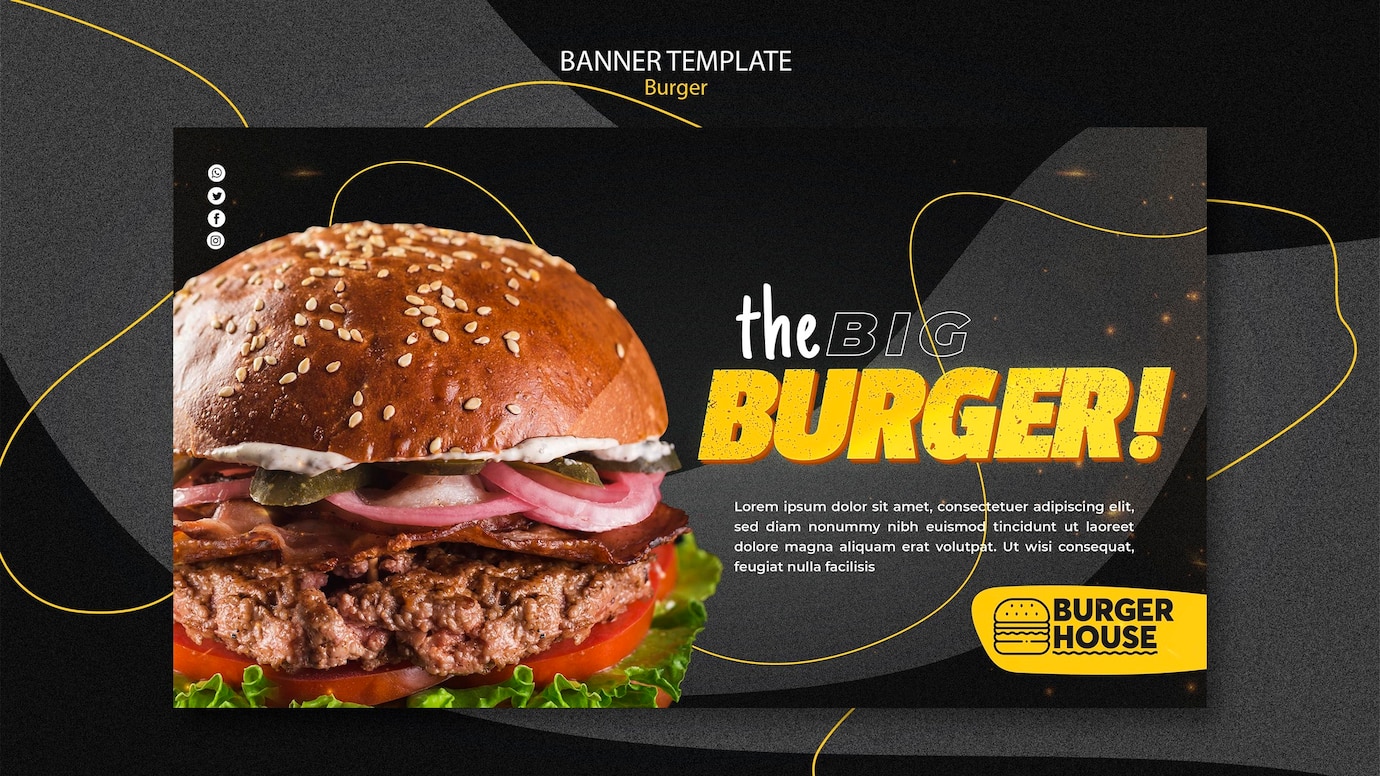 BANNER TEMPLATE
Burger
the BIG
BURGER!
Lorem ipsum dolor sit amet, consectetuer adipiscing elit,
sed diam nonummy nibh euismod tincidunt ut laoreet
dolore magna aliquam erat volutpat. Ut wisi consequat,
feugiat nulla facilisis
BURGER
HOUSE